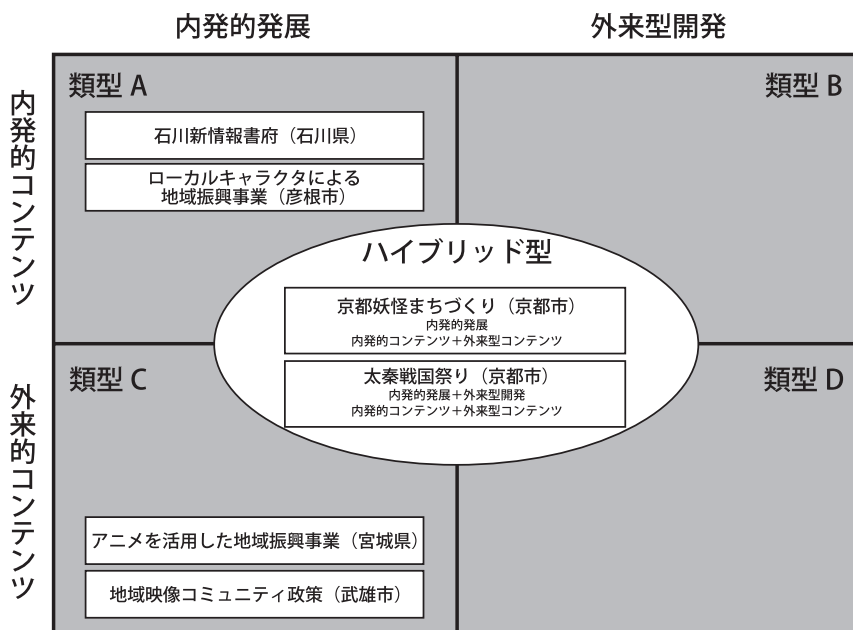 内発的発展
外来型開発
内発的コンテンツ
類型 A
類型 B
石川新情報書府（石川県）
ローカルキャラクタによる
地域振興事業（彦根市）
ハイブリッド型
京都妖怪まちづくり（京都市）
内発的発展
内発的コンテンツ＋外来型コンテンツ
太秦戦国祭り（京都市）
内発的発展＋外来型開発
内発的コンテンツ＋外来型コンテンツ
外来的コンテンツ
類型 C
類型 D
アニメを活用した地域振興事業（宮城県）
地域映像コミュニティ政策（武雄市）